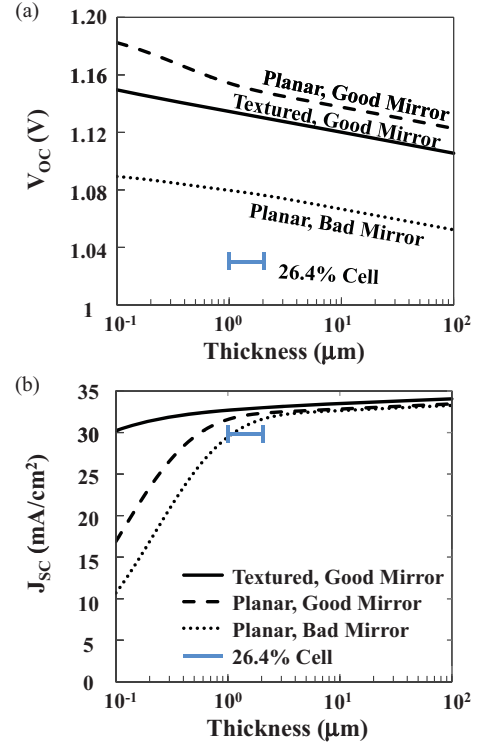 (a)
1.20
1.16
1.12
1.08
1.04
1
V_OC (V)
Planar, Good Mirror
Textured, Good Mirror
Planar, Bad Mirror
26.4% Cell
10⁻¹ 10⁰ 10¹ 10²
Thickness (μm)
(b)
35
30
25
20
15
10
5
0
J_SC (mA/cm²)
Textured, Good Mirror
Planar, Good Mirror
Planar, Bad Mirror
26.4% Cell
10⁻¹ 10⁰ 10¹ 10²
Thickness (μm)